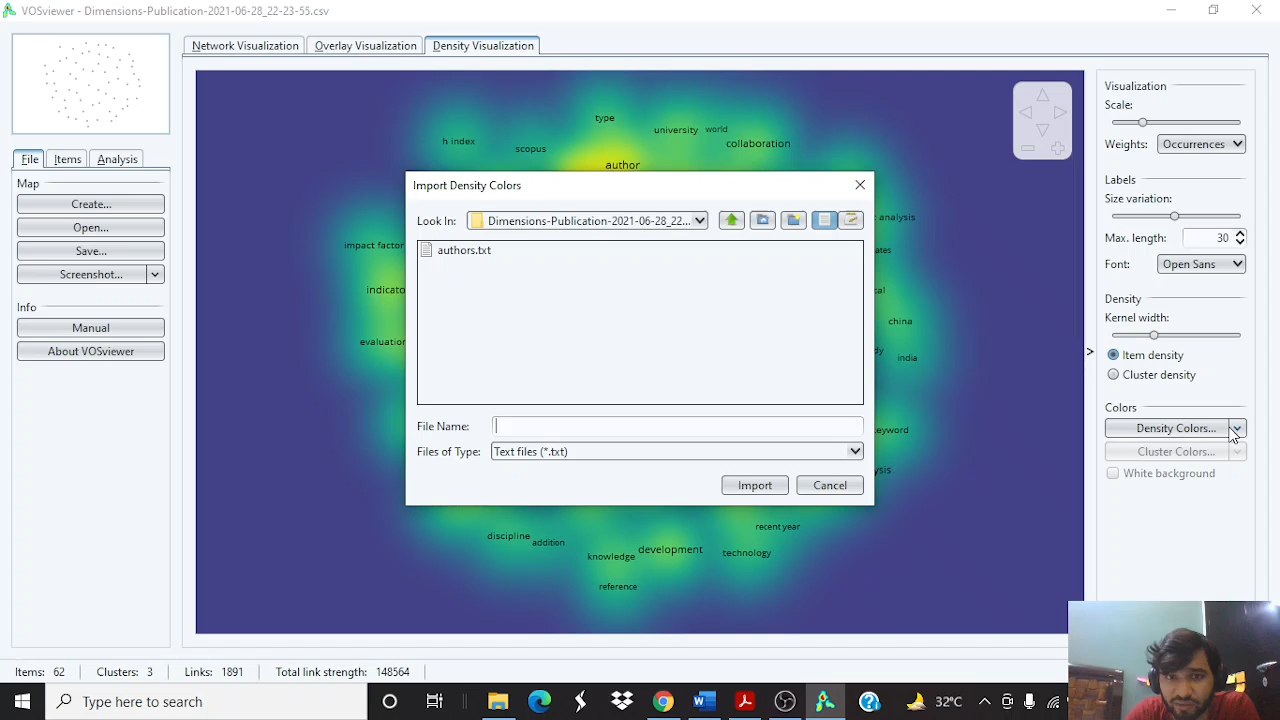 VOSviewer - Dimensions-Publication-2021-06-28_22-23-55.csv
Network Visualization
Overlay Visualization
Density Visualization
File
Items
Analysis
Map
Create...
Open...
Save...
Screenshot...
Info
Manual
About VOSviewer
type
university
world
h index
scopus
collaboration
author
impact factor
indicato
evaluation
t analysis
ates
cal
china
dy
india
keyword
ysis
recent year
discipline
addition
knowledge
development
technology
reference
Import Density Colors
Look In:
Dimensions-Publication-2021-06-28_22...
authors.txt
File Name:
Files of Type:
Text files (*.txt)
Import
Cancel
Visualization
Scale:
Weights:
Occurrences
Labels
Size variation:
Max. length:
30
Font:
Open Sans
Density
Kernel width:
Item density
Cluster density
Colors
Density Colors...
Cluster Colors...
White background
>
Items: 62
Clusters: 3
Links: 1891
Total link strength: 148564
Type here to search
32°C